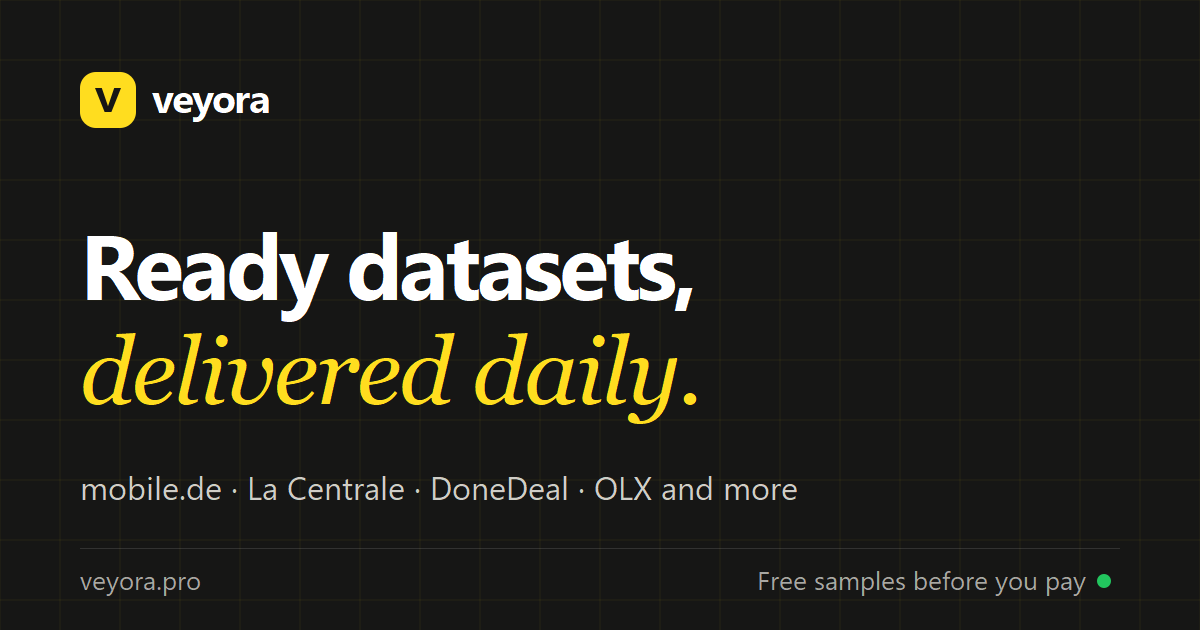 V veyora
Ready datasets,
delivered daily.
mobile.de · La Centrale · DoneDeal · OLX and more
veyora.pro
Free samples before you pay